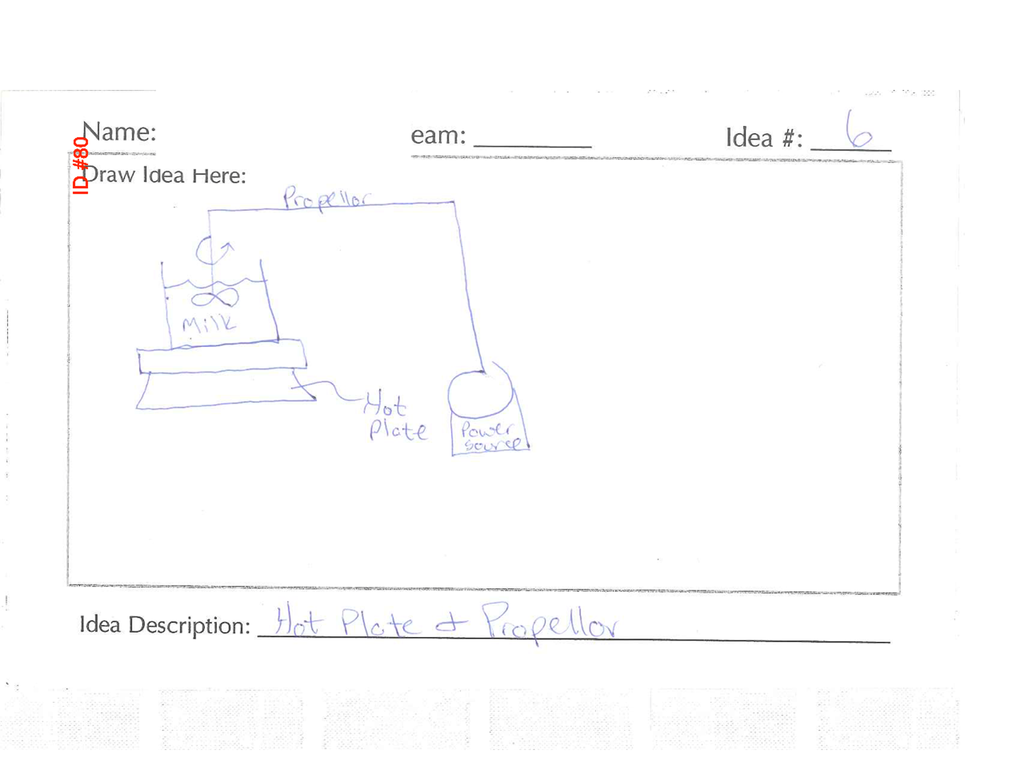 Name:
eam:
Idea #: 6
ID #80
Draw Idea Here:
Propellor
Milk
Hot
Plate
Power
source
Idea Description: Hot Plate & Propellor